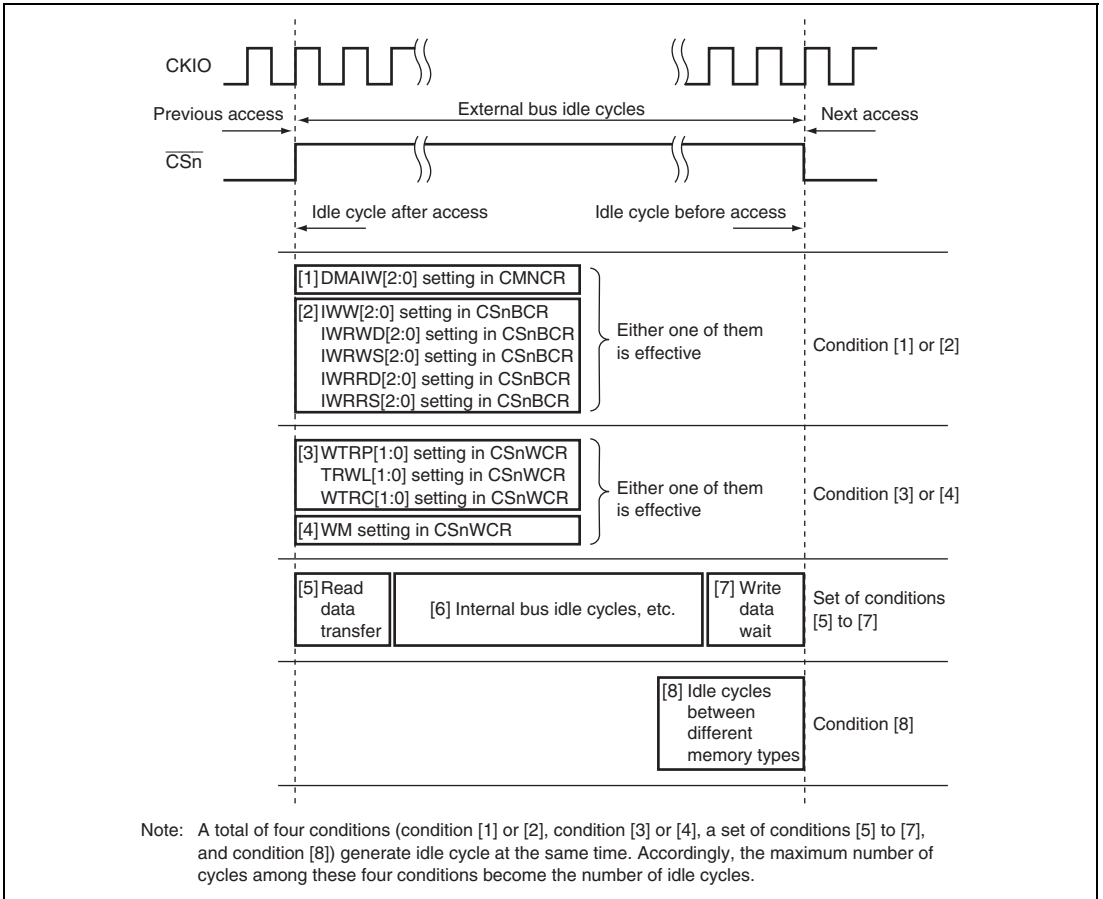 CKIO
Previous access
External bus idle cycles
Next access
CSn
Idle cycle after access
Idle cycle before access
[1] DMAIW[2:0] setting in CMNCR
[2] IWW[2:0] setting in CSnBCR
IWRWD[2:0] setting in CSnBCR
IWRWS[2:0] setting in CSnBCR
IWRRD[2:0] setting in CSnBCR
IWRRS[2:0] setting in CSnBCR
Either one of them
is effective
Condition [1] or [2]
[3] WTRP[1:0] setting in CSnWCR
TRWL[1:0] setting in CSnWCR
WTRC[1:0] setting in CSnWCR
[4] WM setting in CSnWCR
Either one of them
is effective
Condition [3] or [4]
[5] Read
data
transfer
[6] Internal bus idle cycles, etc.
[7] Write
data
wait
Set of conditions
[5] to [7]
[8] Idle cycles
between
different
memory types
Condition [8]
Note: A total of four conditions (condition [1] or [2], condition [3] or [4], a set of conditions [5] to [7],
and condition [8]) generate idle cycle at the same time. Accordingly, the maximum number of
cycles among these four conditions become the number of idle cycles.